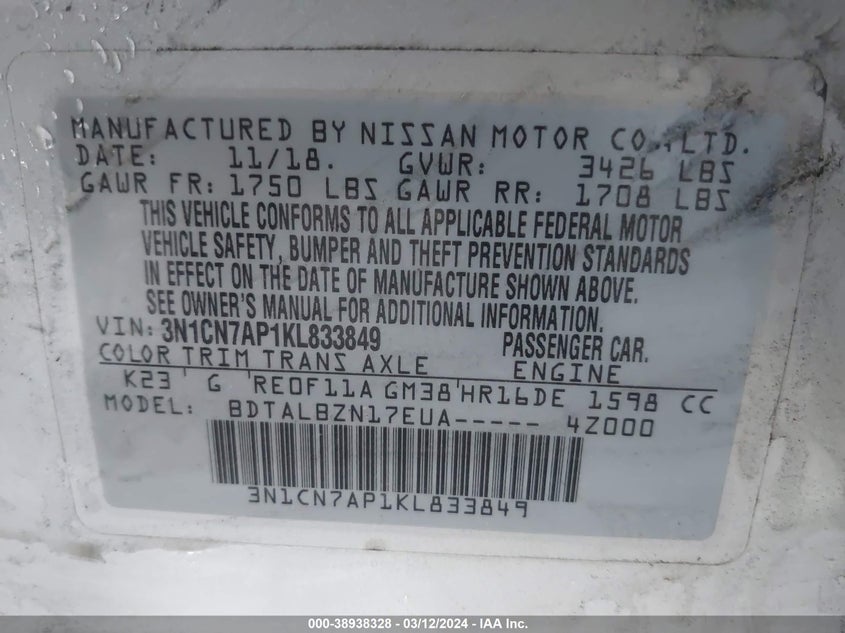 MANUFACTURED BY NISSAN MOTOR CO.,LTD.
DATE: 11/18. GVWR: 3426 LBS
GAWR FR: 1750 LBS GAWR RR: 1708 LBS
THIS VEHICLE CONFORMS TO ALL APPLICABLE FEDERAL MOTOR
VEHICLE SAFETY, BUMPER AND THEFT PREVENTION STANDARDS
IN EFFECT ON THE DATE OF MANUFACTURE SHOWN ABOVE.
SEE OWNER'S MANUAL FOR ADDITIONAL INFORMATION.
VIN: 3N1CN7AP1KL833849 PASSENGER CAR.
COLOR TRIM TRANS AXLE ENGINE
K23 G RE0F11A GM38 HR16DE 1598 CC
MODEL: BDTALBZN17EUA----- 4Z000
3N1CN7AP1KL833849
000-38938328 - 03/12/2024 - IAA Inc.